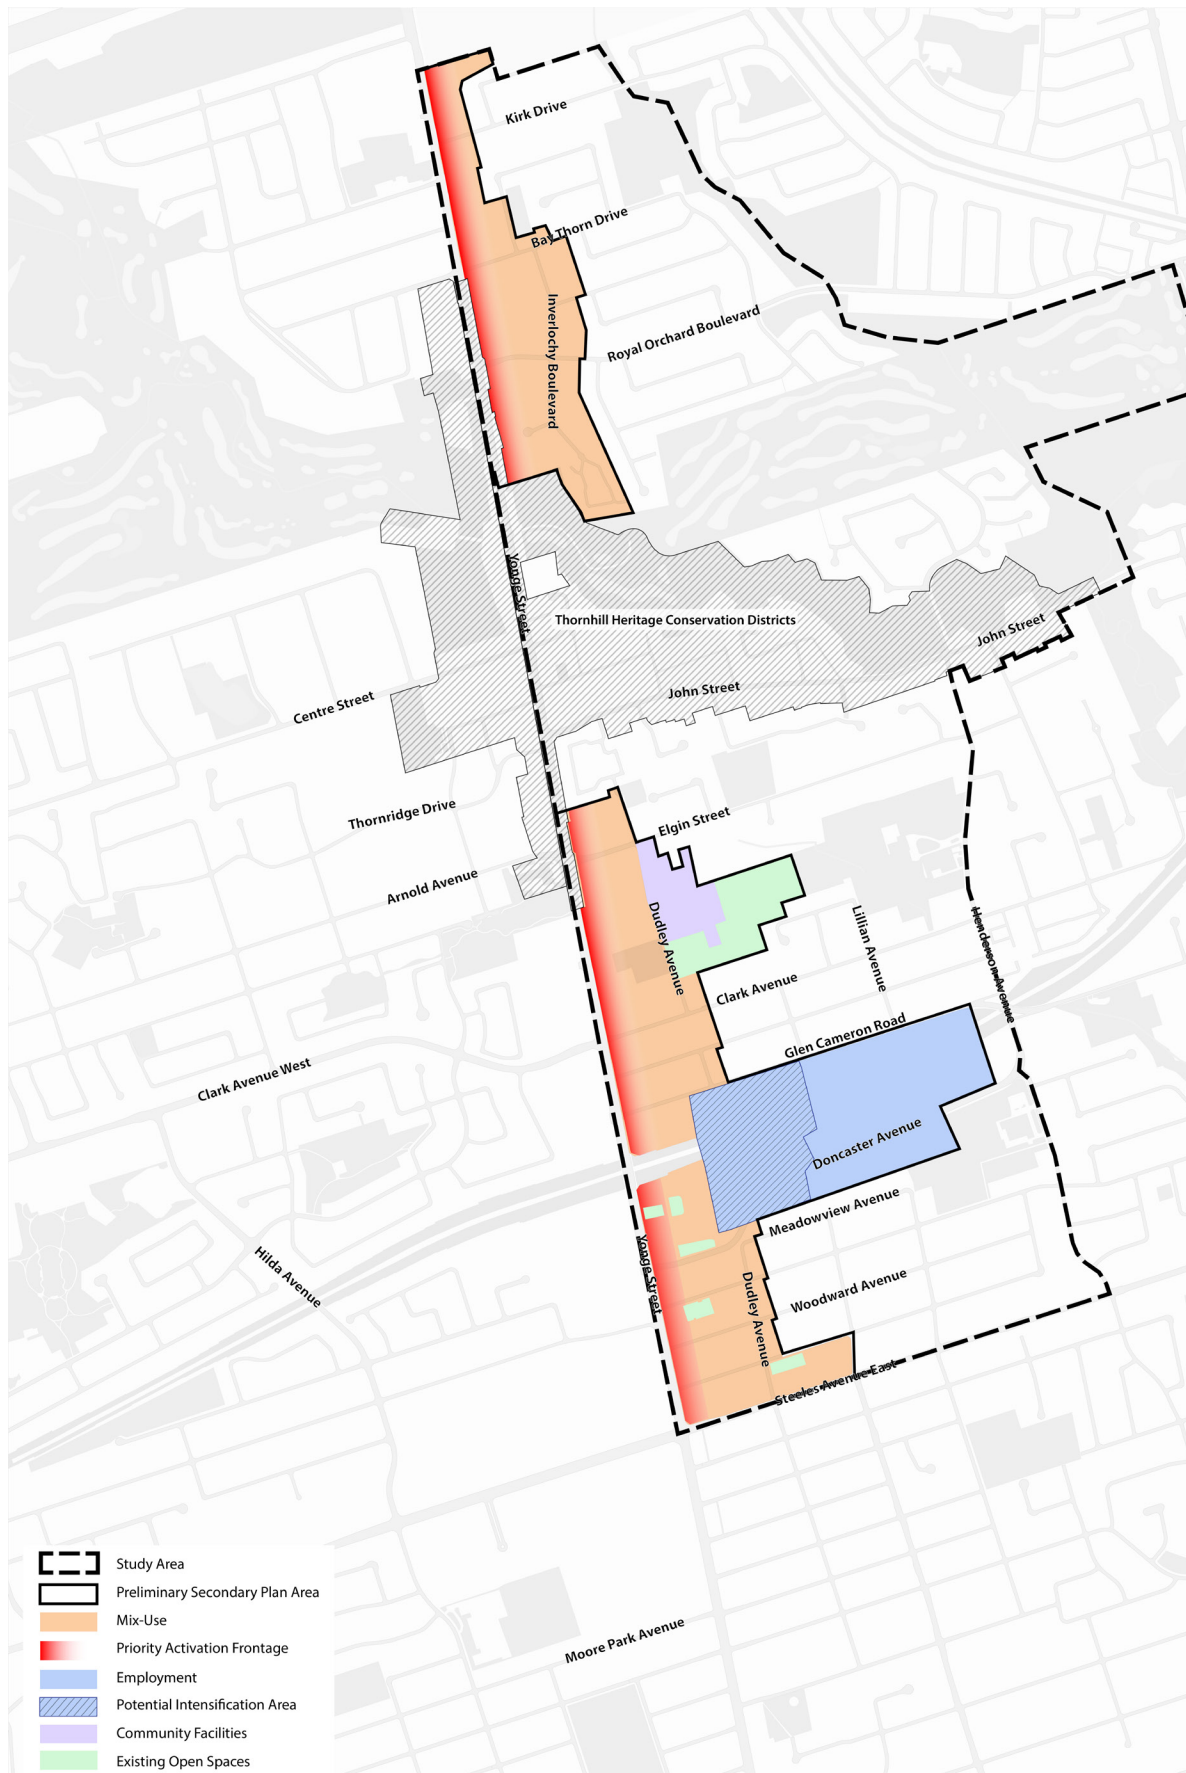 Kirk Drive
Bay Thorn Drive
Inverlochy Boulevard
Royal Orchard Boulevard
Yonge Street
Thornhill Heritage Conservation Districts
John Street
John Street
Centre Street
Thornridge Drive
Elgin Street
Arnold Avenue
Dudley Avenue
Lillian Avenue
Henderson Avenue
Clark Avenue
Glen Cameron Road
Clark Avenue West
Doncaster Avenue
Meadowview Avenue
Hilda Avenue
Yonge Street
Dudley Avenue
Woodward Avenue
Steeles Avenue East
Moore Park Avenue
Study Area
Preliminary Secondary Plan Area
Mix-Use
Priority Activation Frontage
Employment
Potential Intensification Area
Community Facilities
Existing Open Spaces